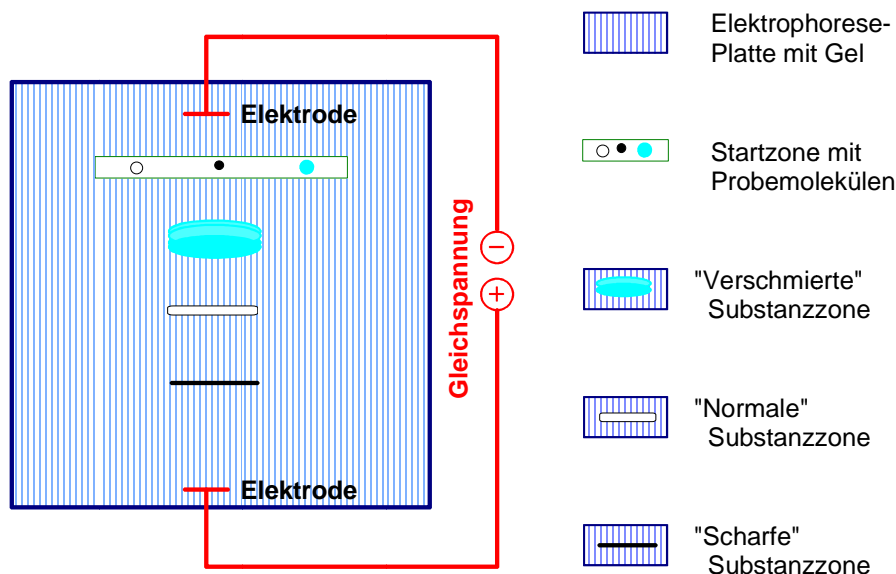 Elektrode
Gleichspannung
−
+
Elektrode
Elektrophorese-
Platte mit Gel
Startzone mit
Probemolekülen
"Verschmierte"
Substanzzone
"Normale"
Substanzzone
"Scharfe"
Substanzzone